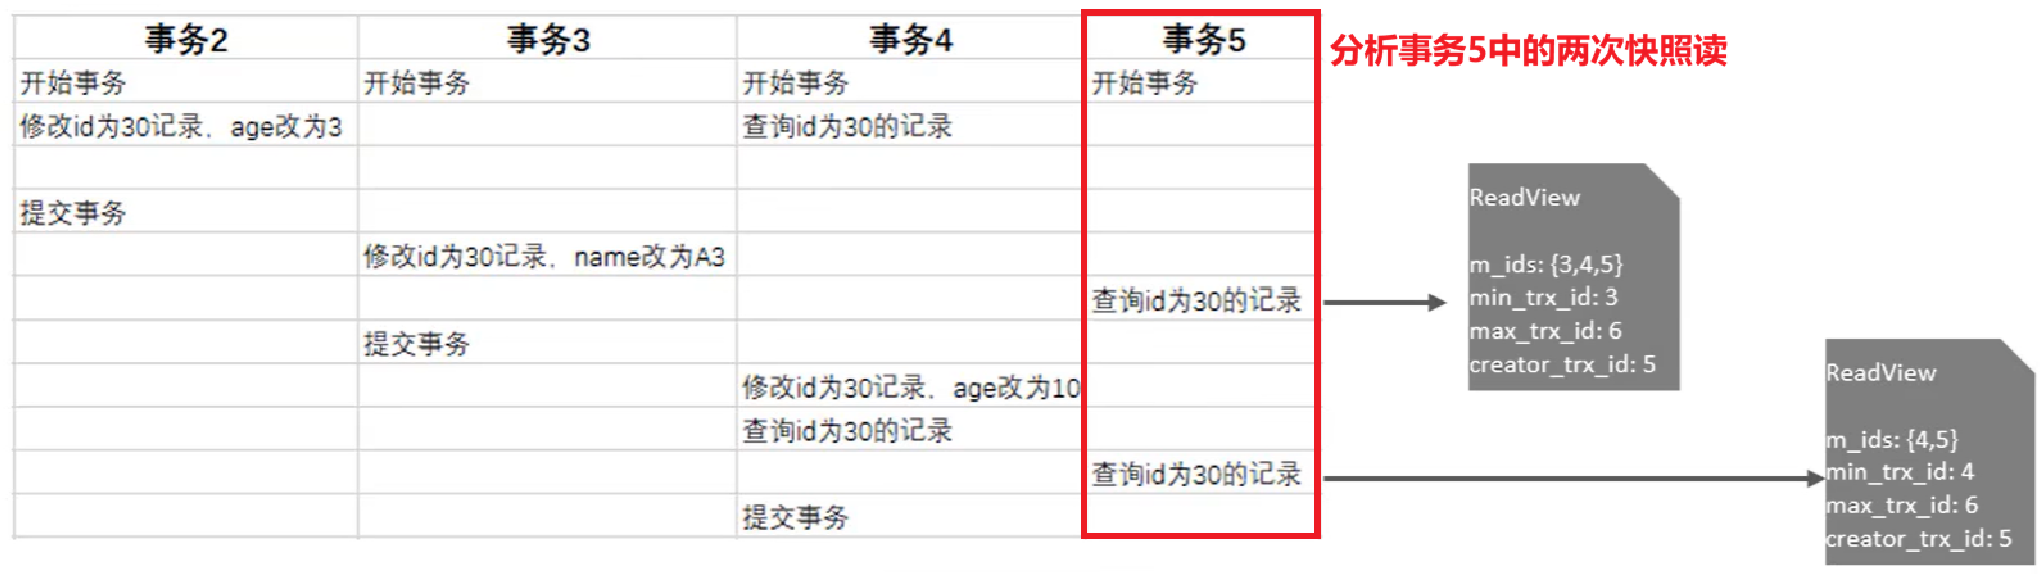 事务2 事务3 事务4 事务5
分析事务5中的两次快照读
开始事务 开始事务 开始事务 开始事务
修改id为30记录，age改为3 查询id为30的记录
提交事务
修改id为30记录，name改为A3
查询id为30的记录
提交事务
修改id为30记录，age改为10
查询id为30的记录
查询id为30的记录
提交事务
ReadView
m_ids: {3,4,5}
min_trx_id: 3
max_trx_id: 6
creator_trx_id: 5
ReadView
m_ids: {4,5}
min_trx_id: 4
max_trx_id: 6
creator_trx_id: 5